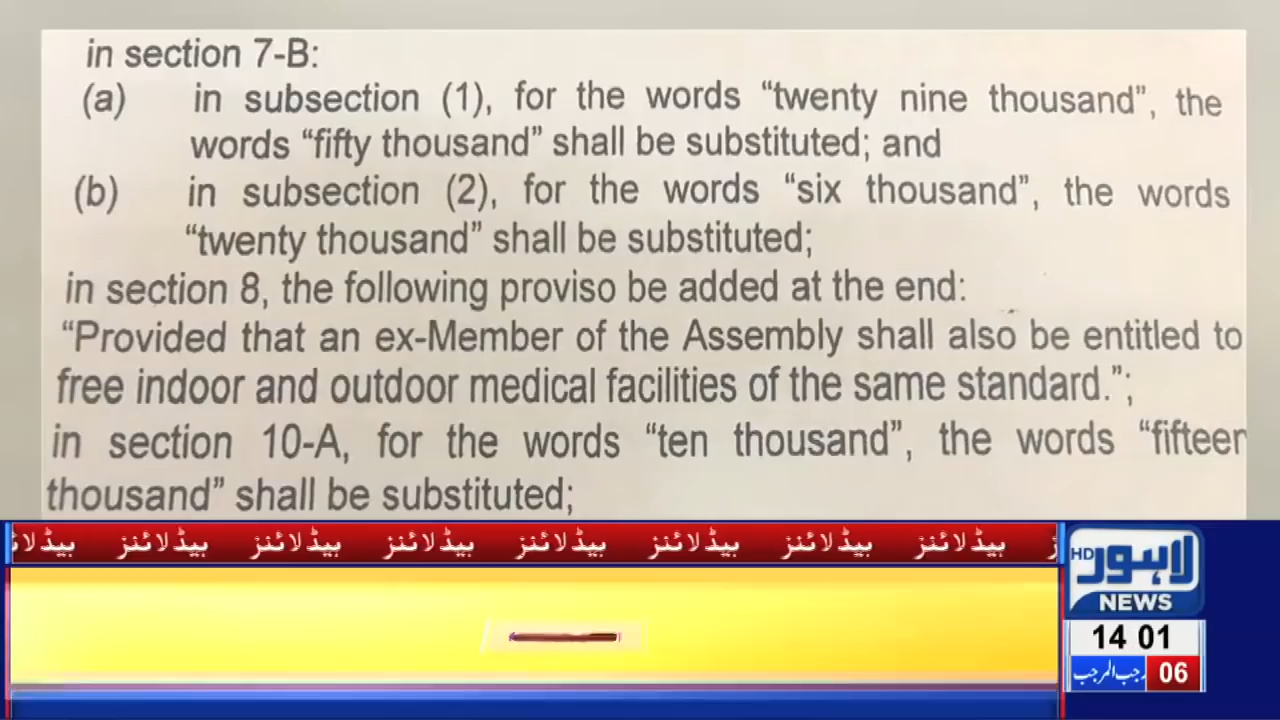 in section 7-B:
(a) in subsection (1), for the words “twenty nine thousand”, the
words “fifty thousand” shall be substituted; and
(b) in subsection (2), for the words “six thousand”, the words
“twenty thousand” shall be substituted;
in section 8, the following proviso be added at the end:
“Provided that an ex-Member of the Assembly shall also be entitled to
free indoor and outdoor medical facilities of the same standard.”;
in section 10-A, for the words “ten thousand”, the words “fifteen
thousand” shall be substituted;
ہیڈلائنز ہیڈلائنز ہیڈلائنز ہیڈلائنز ہیڈلائنز ہیڈلائنز ہیڈلائنز
HD لاہور
NEWS
14 01
رجب المرجب 06